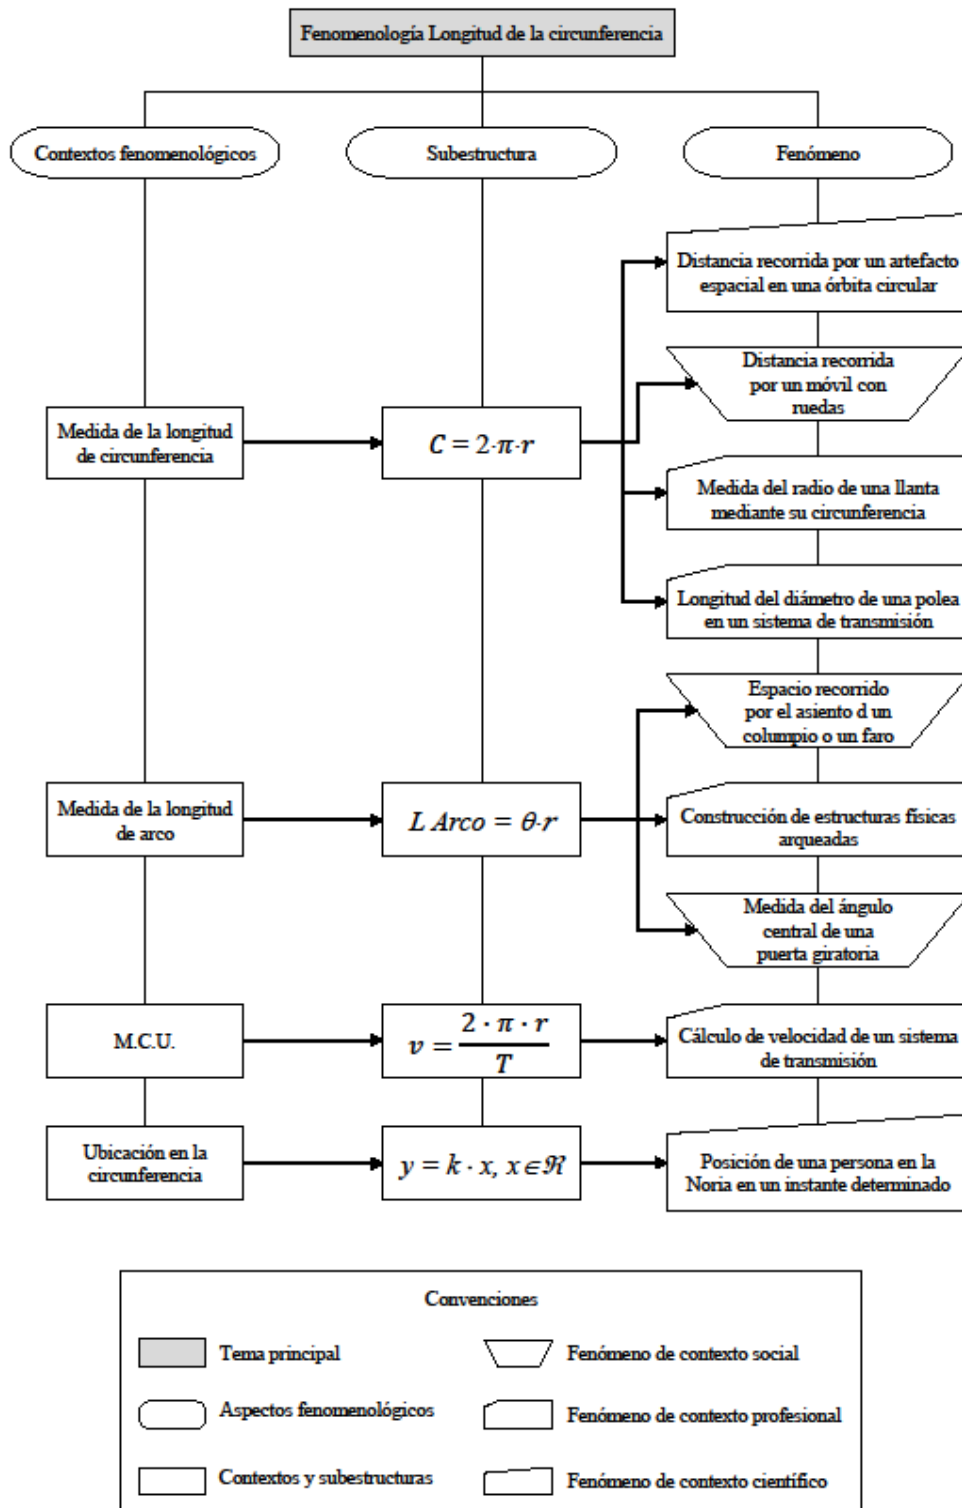 Fenomenología Longitud de la circunferencia
Contextos fenomenológicos
Subestructura
Fenómeno
Distancia recorrida por un artefacto
espacial en una órbita circular
Distancia recorrida
por un móvil con
ruedas
Medida de la longitud
de circunferencia
C = 2·π·r
Medida del radio de una llanta
mediante su circunferencia
Longitud del diámetro de una polea
en un sistema de transmisión
Espacio recorrido
por el asiento d un
columpio o un faro
Medida de la longitud
de arco
L Arco = θ·r
Construcción de estructuras físicas
arqueadas
Medida del ángulo
central de una
puerta giratoria
M.C.U.
v = 2 · π · r / T
Cálculo de velocidad de un sistema
de transmisión
Ubicación en la
circunferencia
y = k · x, x ∈ ℜ
Posición de una persona en la
Noria en un instante determinado
Convenciones
Tema principal
Fenómeno de contexto social
Aspectos fenomenológicos
Fenómeno de contexto profesional
Contextos y subestructuras
Fenómeno de contexto científico